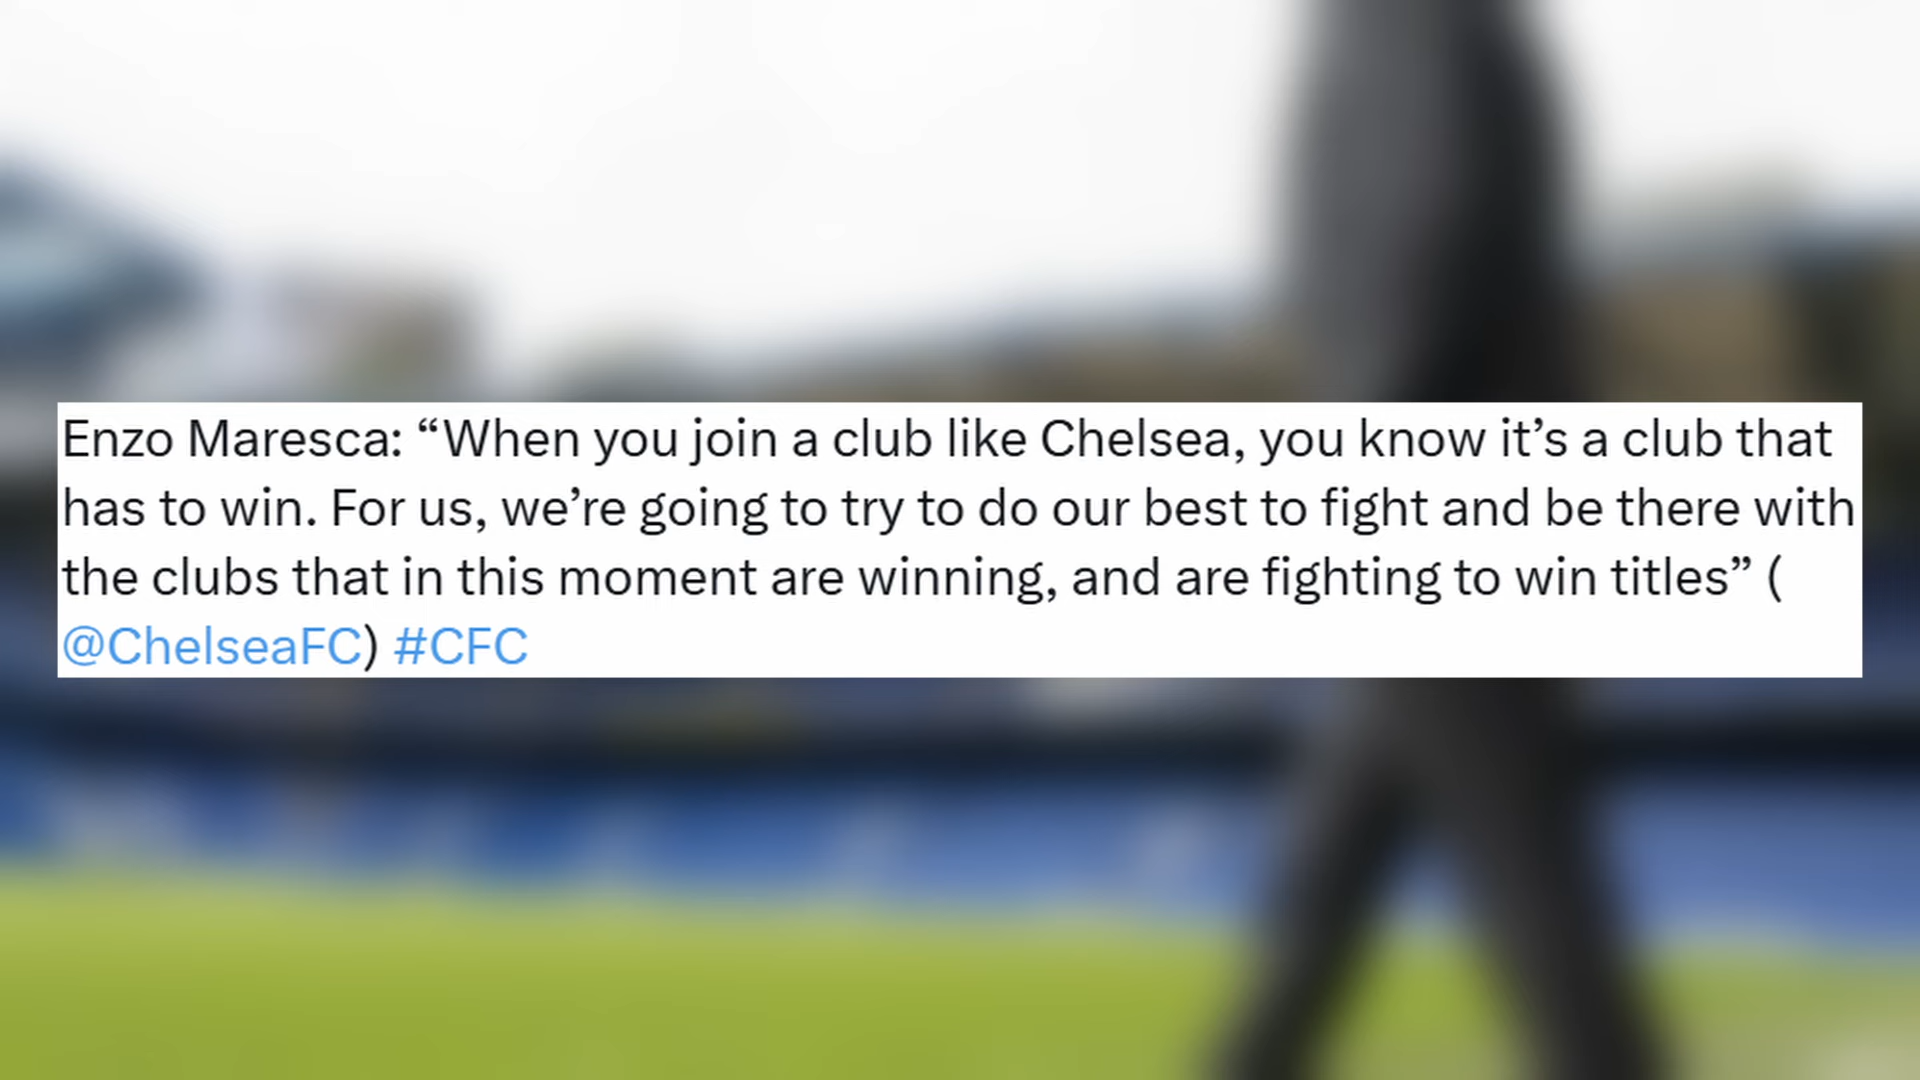 Enzo Maresca: “When you join a club like Chelsea, you know it’s a club that
has to win. For us, we’re going to try to do our best to fight and be there with
the clubs that in this moment are winning, and are fighting to win titles” (
@ChelseaFC) #CFC